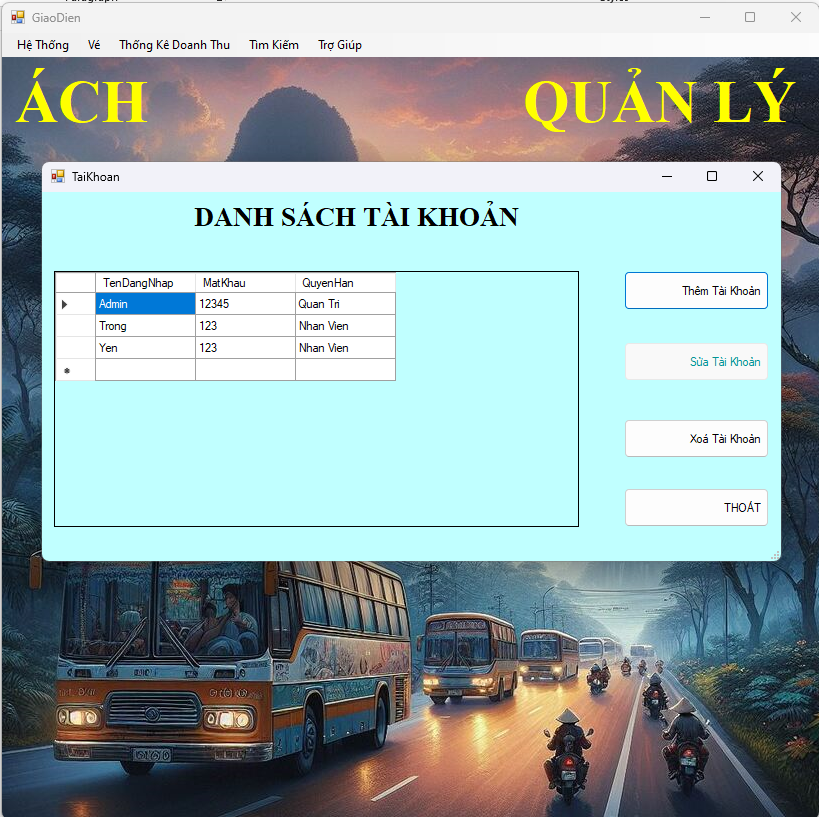 GiaoDien
Hệ Thống Vé Thống Kê Doanh Thu Tìm Kiếm Trợ Giúp
ÁCH QUẢN LÝ
TaiKhoan
DANH SÁCH TÀI KHOẢN
TenDangNhap MatKhau QuyenHan
Admin 12345 Quan Tri
Trong 123 Nhan Vien
Yen 123 Nhan Vien
Thêm Tài Khoản
Sửa Tài Khoản
Xoá Tài Khoản
THOÁT